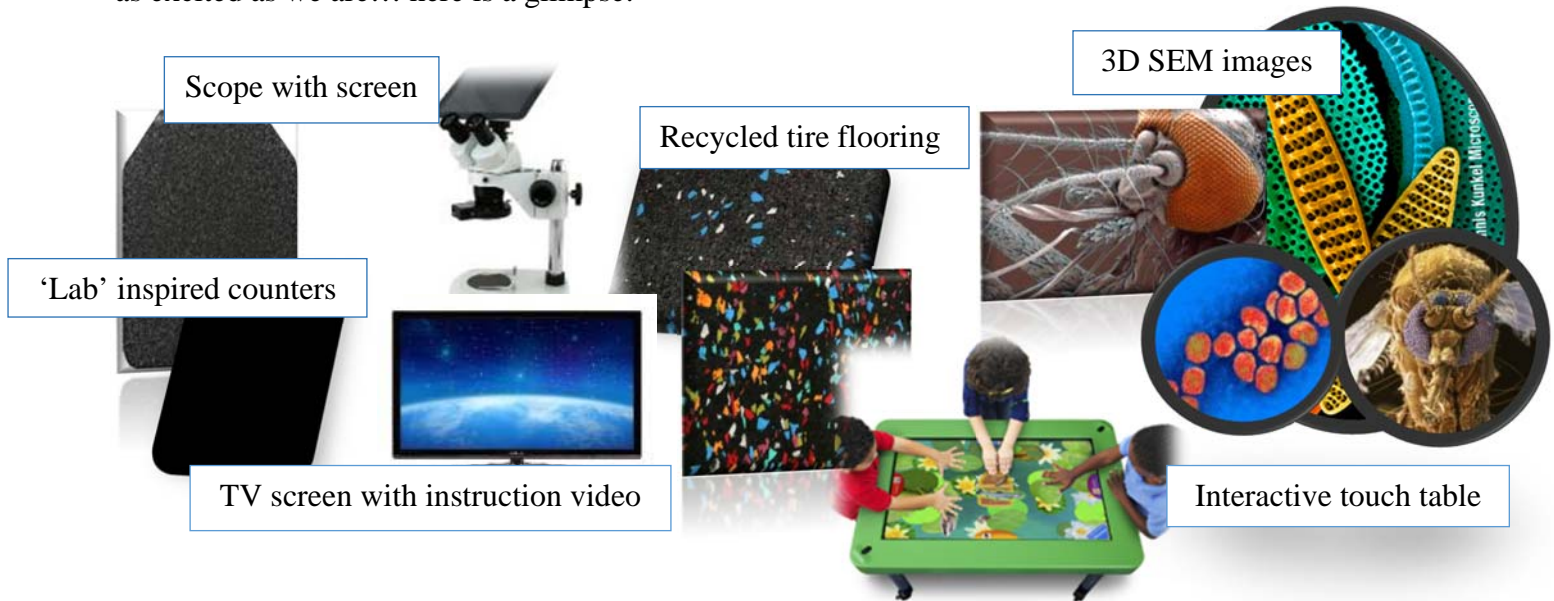 as excited as we are… here is a glimpse:
Scope with screen
3D SEM images
Recycled tire flooring
‘Lab’ inspired counters
TV screen with instruction video
Interactive touch table
Kunkel